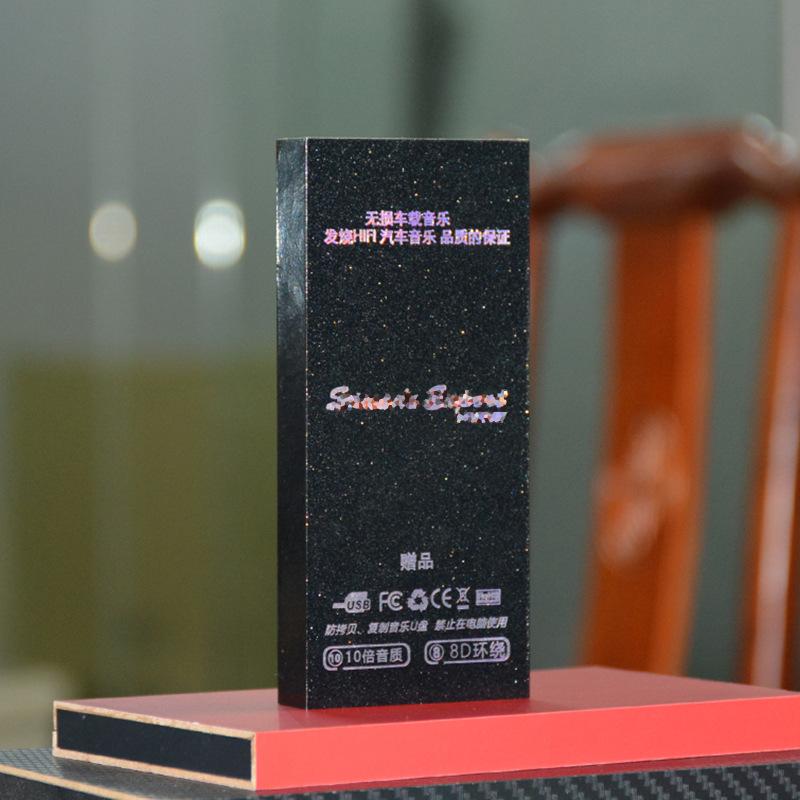 无损车载音乐
发烧HIFI 汽车音乐 品质的保证
赠品
USB FC CE
防拷贝、复制音乐U盘 禁止在电脑使用
10 10倍音质 8 8D环绕